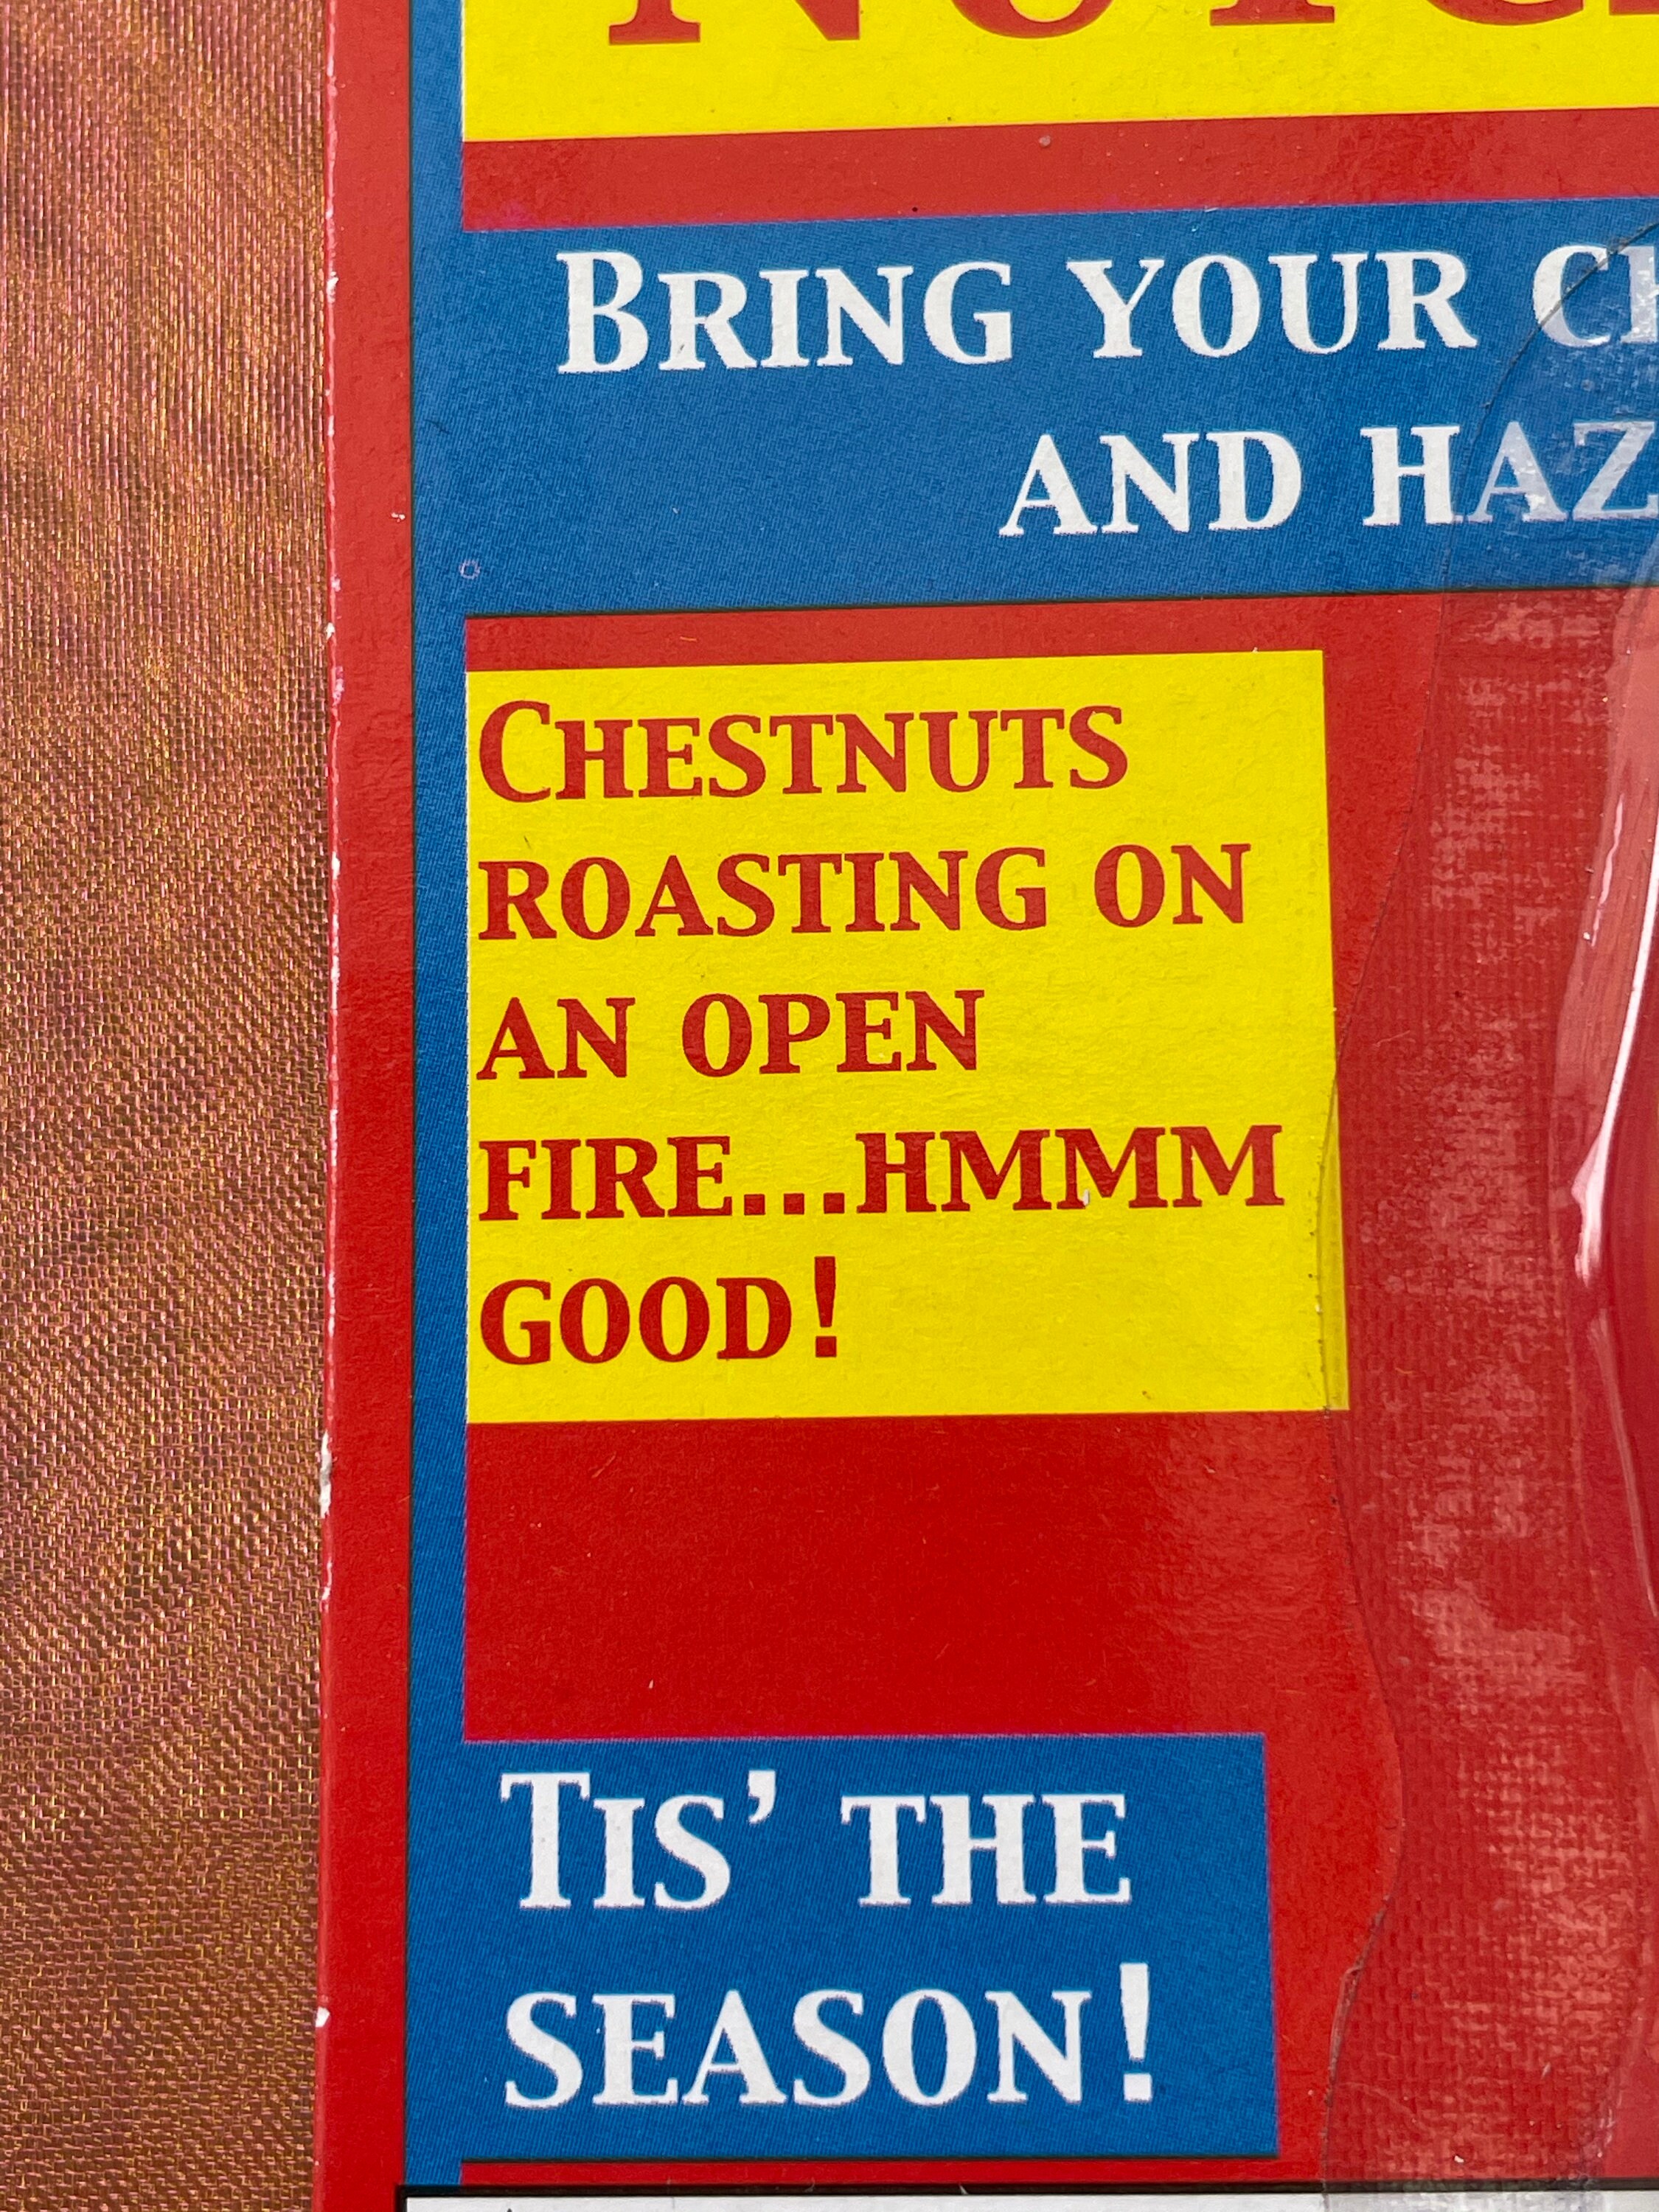 BRING YOUR
AND
CHESTNUTS
ROASTING ON
AN OPEN
FIRE...HMMM
GOOD!
TIS' THE
SEASON!